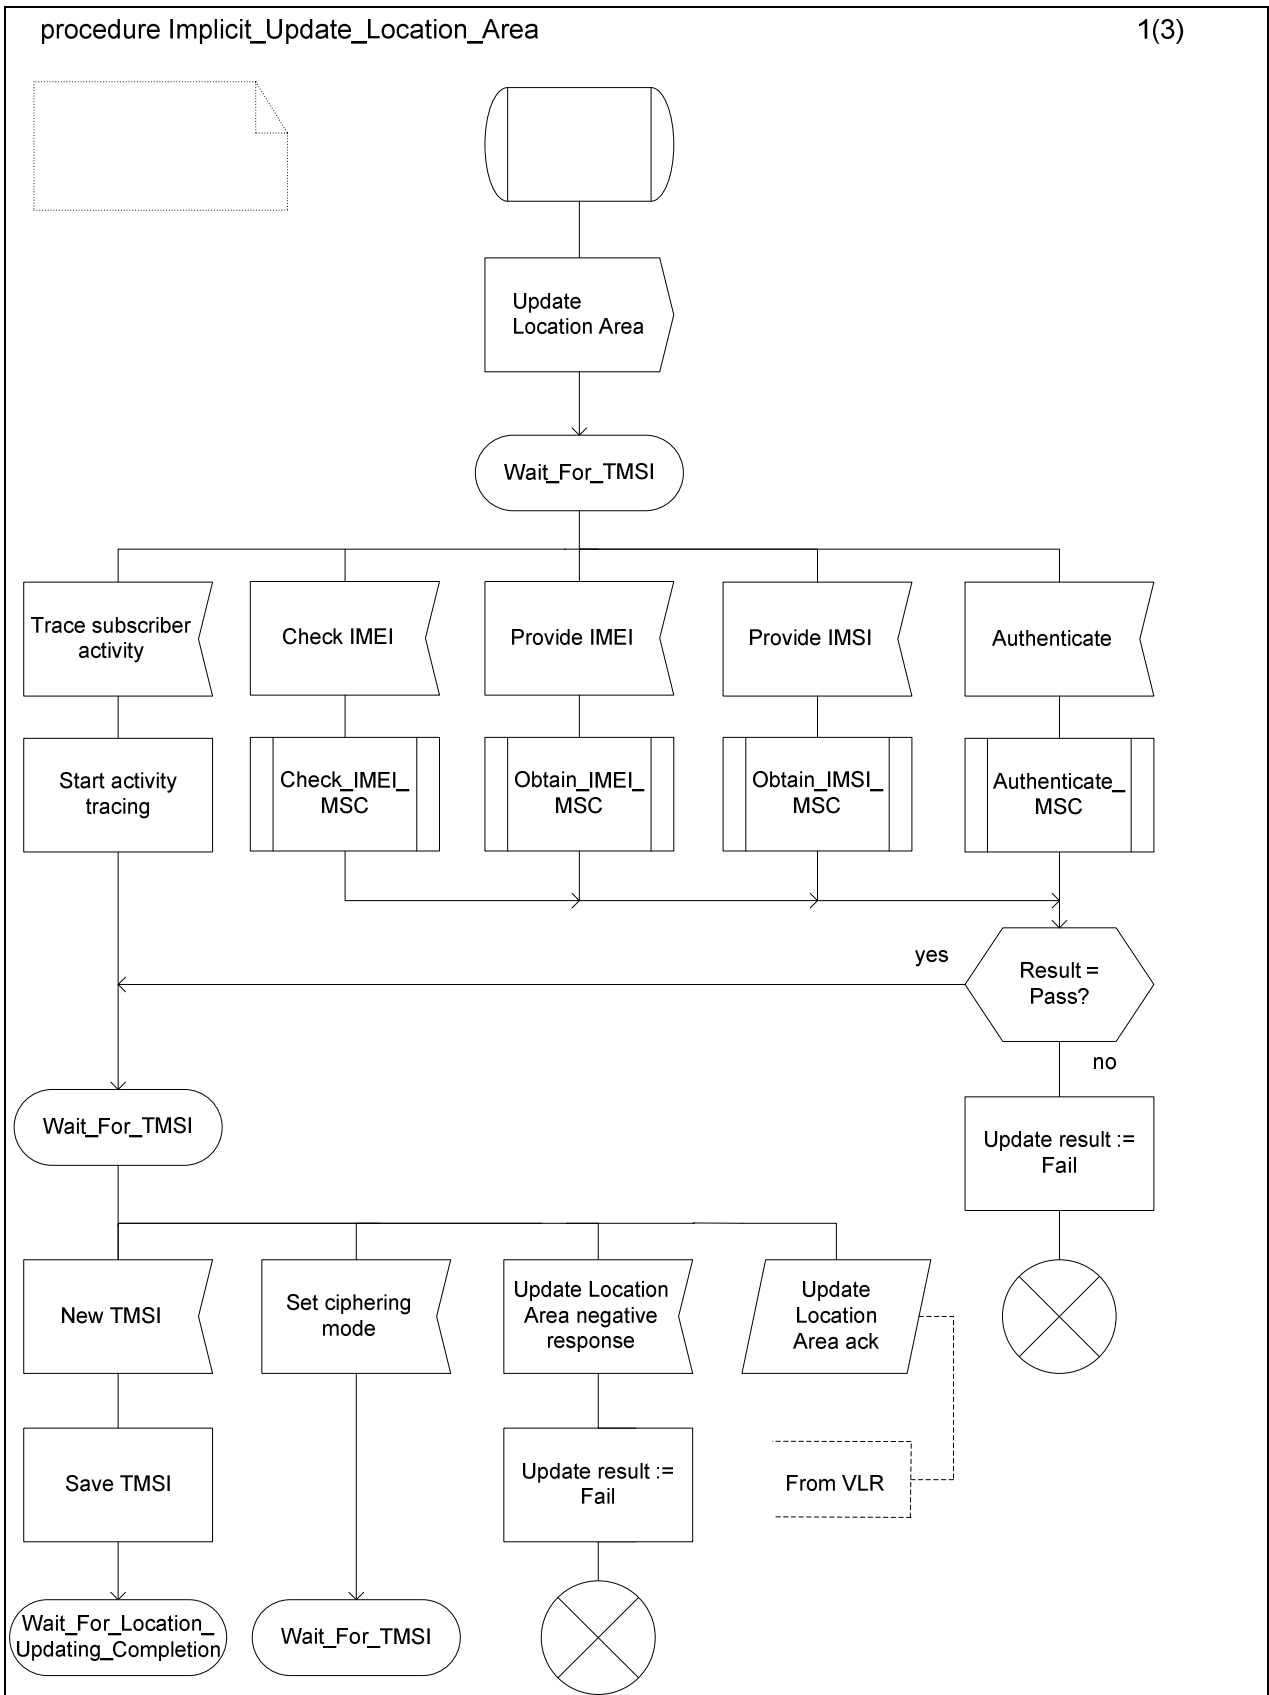 procedure Implicit_Update_Location_Area
1(3)
Update
Location Area
Wait_For_TMSI
Trace subscriber
activity
Check IMEI
Provide IMEI
Provide IMSI
Authenticate
Start activity
tracing
Check_IMEI_
MSC
Obtain_IMEI_
MSC
Obtain_IMSI_
MSC
Authenticate_
MSC
yes
Result =
Pass?
no
Wait_For_TMSI
Update result :=
Fail
New TMSI
Set ciphering
mode
Update Location
Area negative
response
Update
Location
Area ack
Save TMSI
Update result :=
Fail
From VLR
Wait_For_Location_
Updating_Completion
Wait_For_TMSI